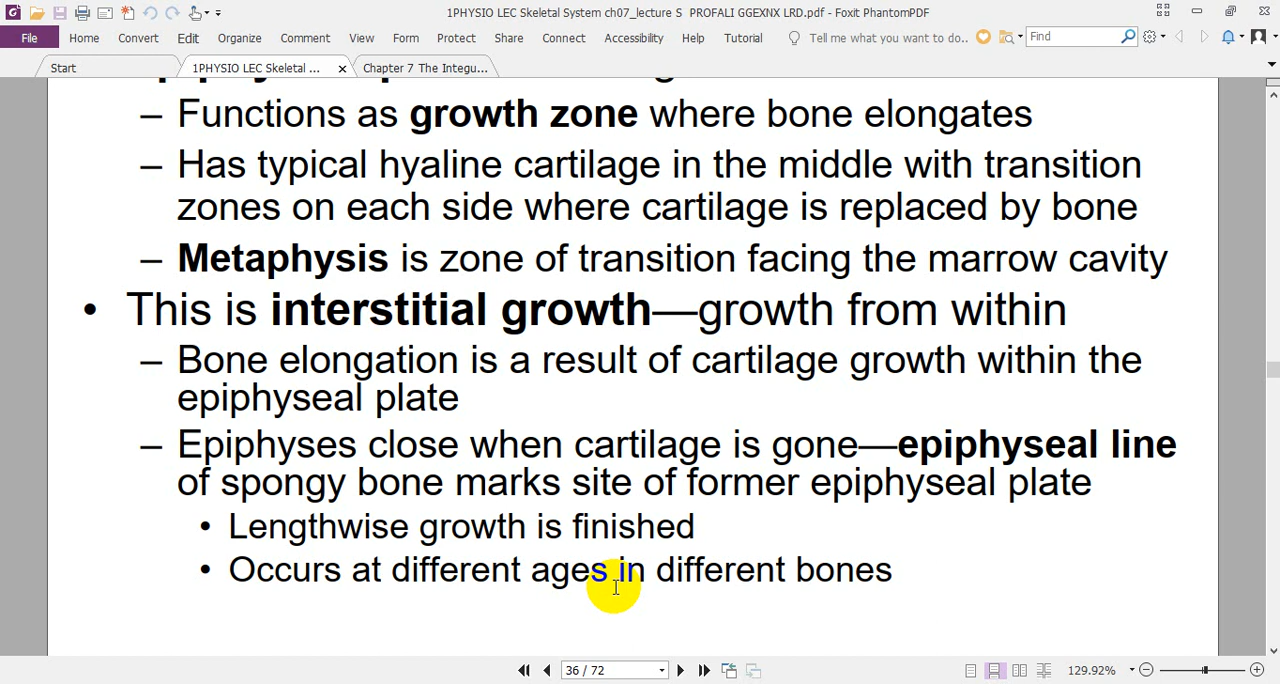 1PHYSIO LEC Skeletal System ch07_lecture S PROFALI GGEXNX LRD.pdf - Foxit PhantomPDF
File Home Convert Edit Organize Comment View Form Protect Share Connect Accessibility Help Tutorial Tell me what you want to do.. Find
Start 1PHYSIO LEC Skeletal ... Chapter 7 The Integu...
– Functions as growth zone where bone elongates
– Has typical hyaline cartilage in the middle with transition
zones on each side where cartilage is replaced by bone
– Metaphysis is zone of transition facing the marrow cavity
• This is interstitial growth—growth from within
– Bone elongation is a result of cartilage growth within the
epiphyseal plate
– Epiphyses close when cartilage is gone—epiphyseal line
of spongy bone marks site of former epiphyseal plate
• Lengthwise growth is finished
• Occurs at different ages in different bones
36 / 72 129.92%